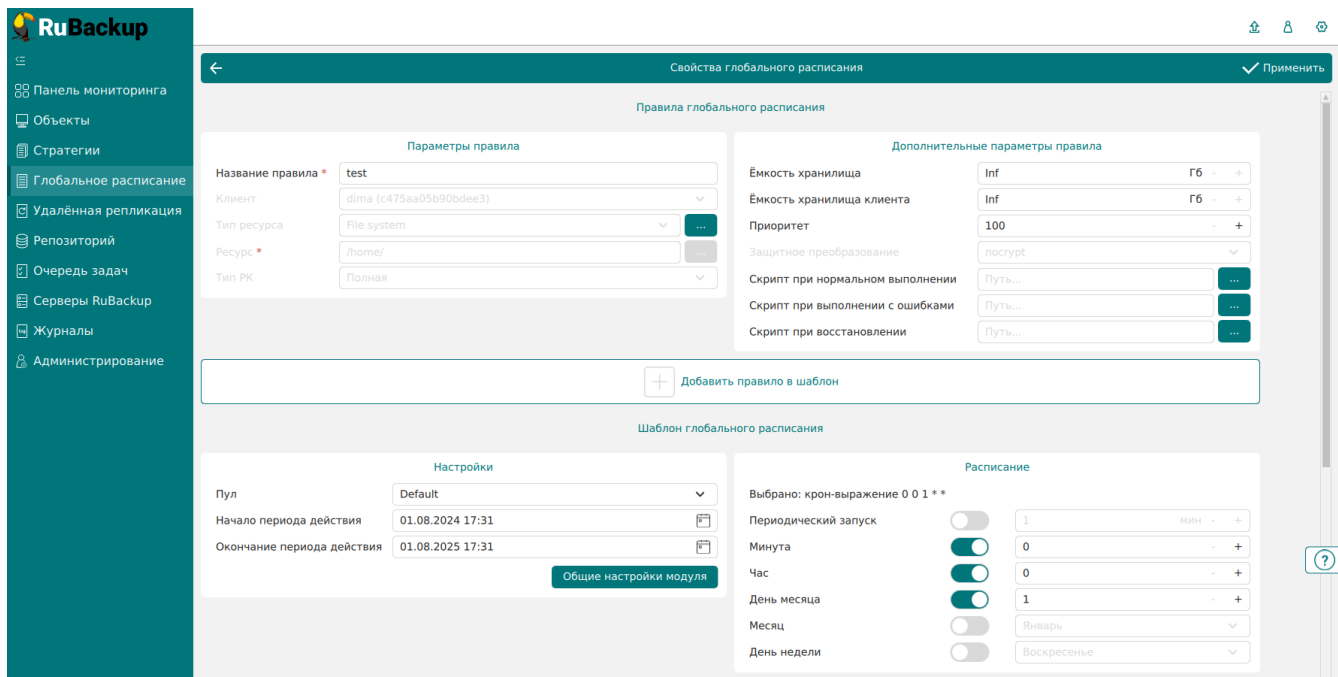 RuBackup
Панель мониторинга
Объекты
Стратегии
Глобальное расписание
Удалённая репликация
Репозиторий
Очередь задач
Серверы RuBackup
Журналы
Администрирование
Свойства глобального расписания
Применить
Правила глобального расписания
Параметры правила
Название правила * test
Клиент dima (c475aa05b90bdee3)
Тип ресурса File system ...
Ресурс * /home/ ...
Тип РК Полная
Дополнительные параметры правила
Ёмкость хранилища Inf Гб - +
Ёмкость хранилища клиента Inf Гб - +
Приоритет 100 - +
Защитное преобразование nocrypt
Скрипт при нормальном выполнении Путь... ...
Скрипт при выполнении с ошибками Путь... ...
Скрипт при восстановлении Путь... ...
Добавить правило в шаблон
Шаблон глобального расписания
Настройки
Пул Default
Начало периода действия 01.08.2024 17:31
Окончание периода действия 01.08.2025 17:31
Общие настройки модуля
Расписание
Выбрано: крон-выражение 0 0 1 * *
Периодический запуск 1 мин - +
Минута 0 - +
Час 0 - +
День месяца 1 - +
Месяц Январь
День недели Воскресенье
?